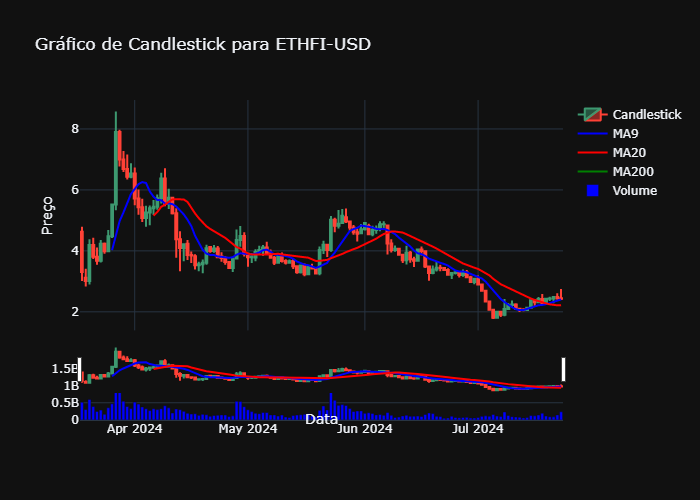 Gráfico de Candlestick para ETHFI-USD
Candlestick
MA9
MA20
MA200
Volume
Preço
8
6
4
2
1.5B
1B
0.5B
0
Data
Apr 2024
May 2024
Jun 2024
Jul 2024